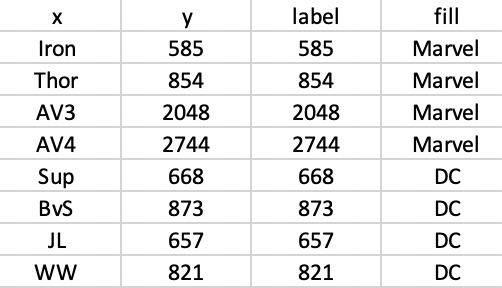 x y label fill
Iron 585 585 Marvel
Thor 854 854 Marvel
AV3 2048 2048 Marvel
AV4 2744 2744 Marvel
Sup 668 668 DC
BvS 873 873 DC
JL 657 657 DC
WW 821 821 DC